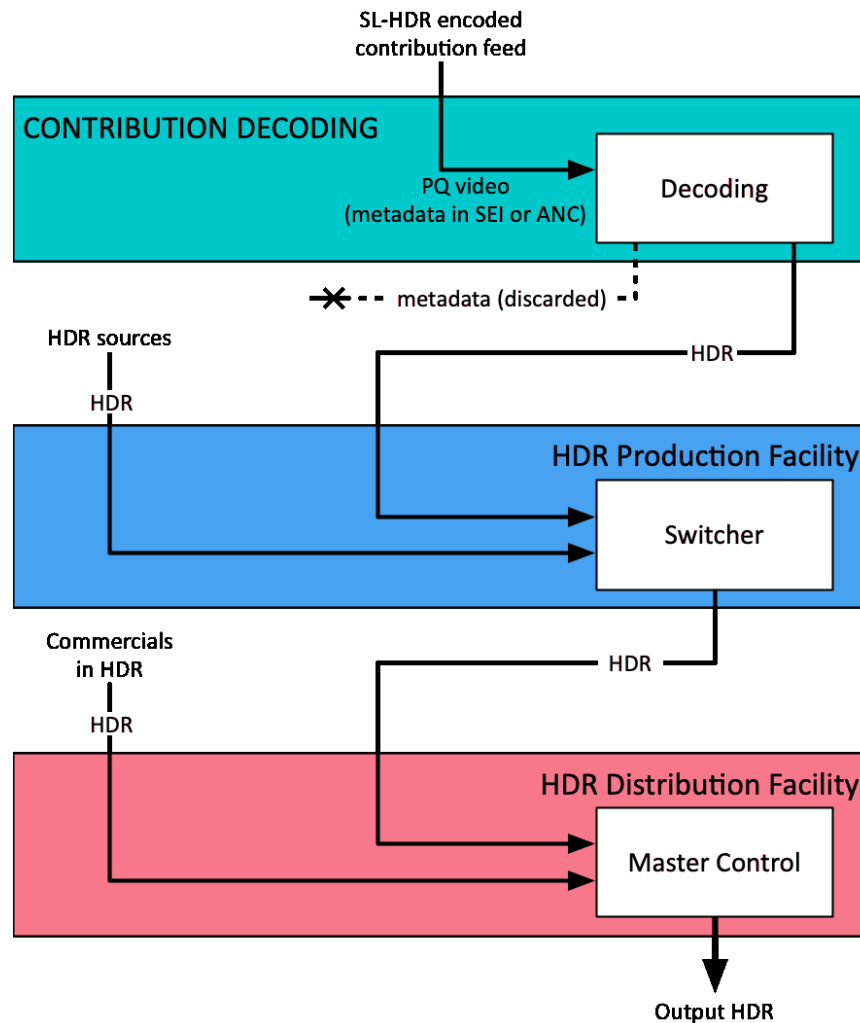 SL-HDR encoded
contribution feed
CONTRIBUTION DECODING
PQ video
(metadata in SEI or ANC)
Decoding
metadata (discarded)
HDR sources
HDR
HDR
HDR Production Facility
Switcher
Commercials
in HDR
HDR
HDR
HDR Distribution Facility
Master Control
Output HDR